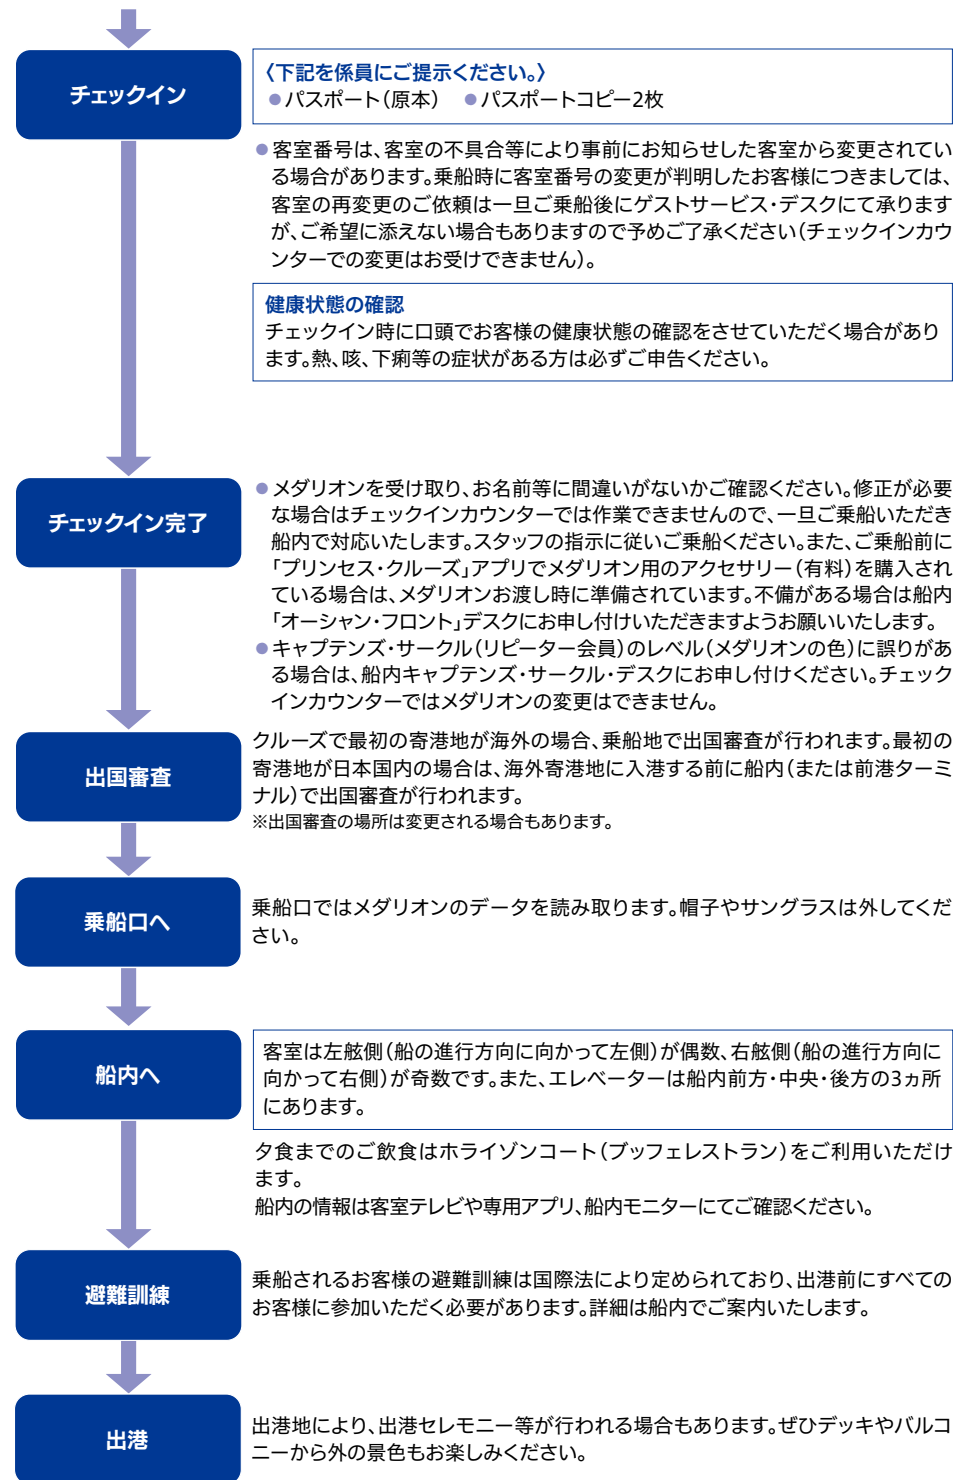 チェックイン
〈下記を係員にご提示ください。〉
●パスポート（原本）　●パスポートコピー2枚
●客室番号は、客室の不具合等により事前にお知らせした客室から変更されてい
る場合があります。乗船時に客室番号の変更が判明したお客様につきましては、
客室の再変更のご依頼は一旦ご乗船後にゲストサービス・デスクにて承ります
が、ご希望に添えない場合もありますので予めご了承ください（チェックインカウ
ンターでの変更はお受けできません）。
健康状態の確認
チェックイン時に口頭でお客様の健康状態の確認をさせていただく場合があり
ます。熱、咳、下痢等の症状がある方は必ずご申告ください。
チェックイン完了
●メダリオンを受け取り、お名前等に間違いがないかご確認ください。修正が必要
な場合はチェックインカウンターでは作業できませんので、一旦ご乗船いただき
船内で対応いたします。スタッフの指示に従いご乗船ください。また、ご乗船前に
「プリンセス・クルーズ」アプリでメダリオン用のアクセサリー（有料）を購入され
ている場合は、メダリオンお渡し時に準備されています。不備がある場合は船内
「オーシャン・フロント」デスクにお申し付けいただきますようお願いいたします。
●キャプテンズ・サークル（リピーター会員）のレベル（メダリオンの色）に誤りがあ
る場合は、船内キャプテンズ・サークル・デスクにお申し付けください。チェック
インカウンターではメダリオンの変更はできません。
出国審査
クルーズで最初の寄港地が海外の場合、乗船地で出国審査が行われます。最初の
寄港地が日本国内の場合は、海外寄港地に入港する前に船内（または前港ターミ
ナル）で出国審査が行われます。
※出国審査の場所は変更される場合もあります。
乗船口へ
乗船口ではメダリオンのデータを読み取ります。帽子やサングラスは外してくだ
さい。
船内へ
客室は左舷側（船の進行方向に向かって左側）が偶数、右舷側（船の進行方向に
向かって右側）が奇数です。また、エレベーターは船内前方・中央・後方の3ヵ所
にあります。
夕食までのご飲食はホライゾンコート（ブッフェレストラン）をご利用いただけ
ます。
船内の情報は客室テレビや専用アプリ、船内モニターにてご確認ください。
避難訓練
乗船されるお客様の避難訓練は国際法により定められており、出港前にすべての
お客様に参加いただく必要があります。詳細は船内でご案内いたします。
出港
出港地により、出港セレモニー等が行われる場合もあります。ぜひデッキやバルコ
ニーから外の景色もお楽しみください。